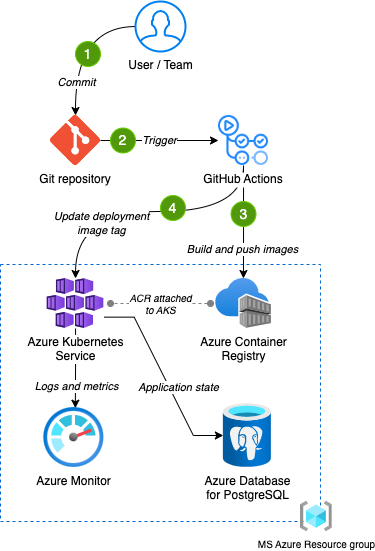 User / Team
1
Commit
2
Trigger
Git repository
GitHub Actions
4
3
Update deployment
image tag
Build and push images
ACR attached
to AKS
Azure Kubernetes
Service
Azure Container
Registry
Logs and metrics
Application state
Azure Monitor
Azure Database
for PostgreSQL
MS Azure Resource group